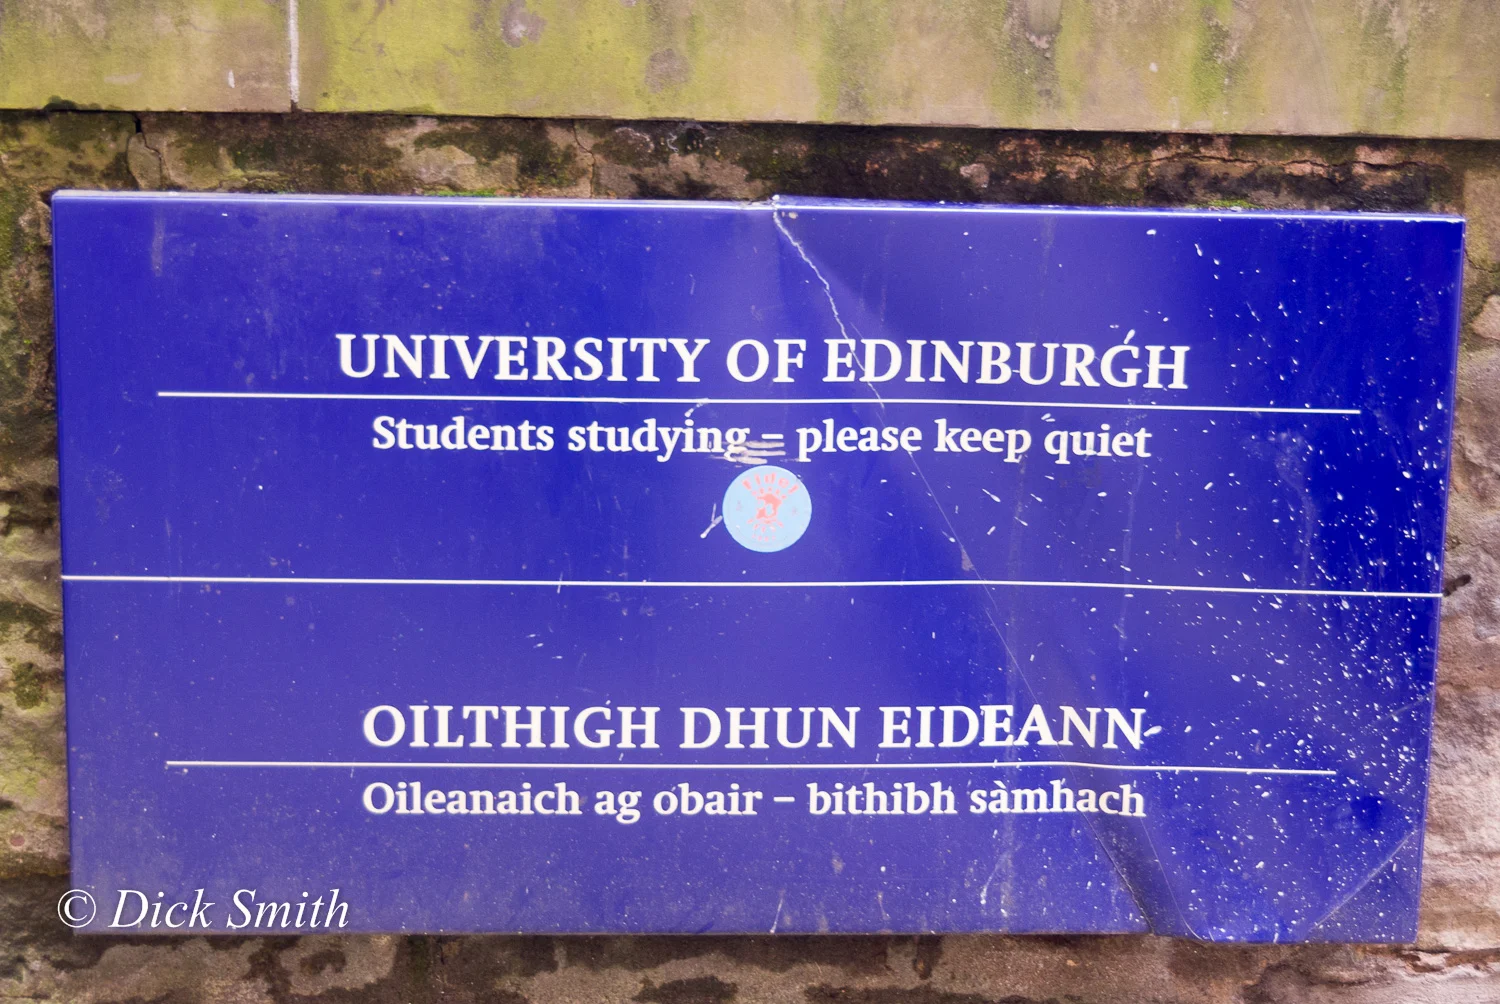 UNIVERSITY OF EDINBURGH
Students studying – please keep quiet
OILTHIGH DHUN EIDEANN
Oileanaich ag obair – bithibh sàmhach
© Dick Smith